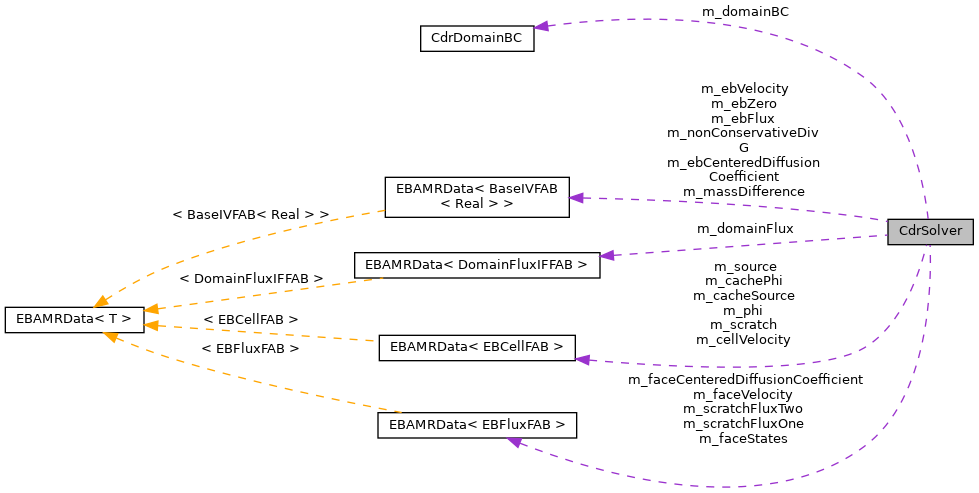 m_domainBC
CdrDomainBC
m_ebVelocity
m_ebZero
m_ebFlux
m_nonConservativeDiv
G
m_ebCenteredDiffusion
Coefficient
m_massDifference
EBAMRData< BaseIVFAB
< Real > >
< BaseIVFAB< Real > >
CdrSolver
m_domainFlux
EBAMRData< DomainFluxIFFAB >
< DomainFluxIFFAB >
m_source
m_cachePhi
m_cacheSource
m_phi
m_scratch
m_cellVelocity
EBAMRData< T >
< EBCellFAB >
EBAMRData< EBCellFAB >
< EBFluxFAB >
m_faceCenteredDiffusionCoefficient
m_faceVelocity
m_scratchFluxTwo
m_scratchFluxOne
m_faceStates
EBAMRData< EBFluxFAB >